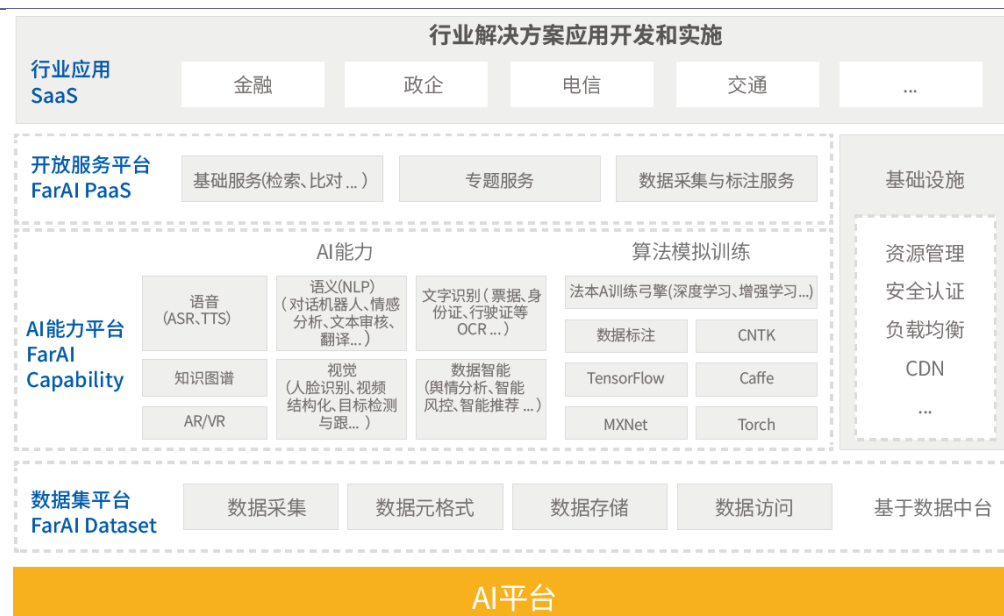 行业解决方案应用开发和实施
行业应用
SaaS
金融
政企
电信
交通
...
开放服务平台
FarAI PaaS
基础服务(检索、比对...)
专题服务
数据采集与标注服务
基础设施
资源管理
安全认证
负载均衡
CDN
...
AI能力平台
FarAI
Capability
AI能力
语音
(ASR,TTS)
语义(NLP)
(对话机器人、情感
分析、文本审核、
翻译...)
文字识别(票据、身
份证、行驶证等
OCR...)
知识图谱
视觉
(人脸识别、视频
结构化、目标检测
与跟...)
数据智能
(舆情分析、智能
风控、智能推荐...)
AR/VR
算法模拟训练
法本A训练弓擎(深度学习、增强学习...)
数据标注
CNTK
TensorFlow
Caffe
MXNet
Torch
数据集平台
FarAI Dataset
数据采集
数据元格式
数据存储
数据访问
基于数据中台
AI平台